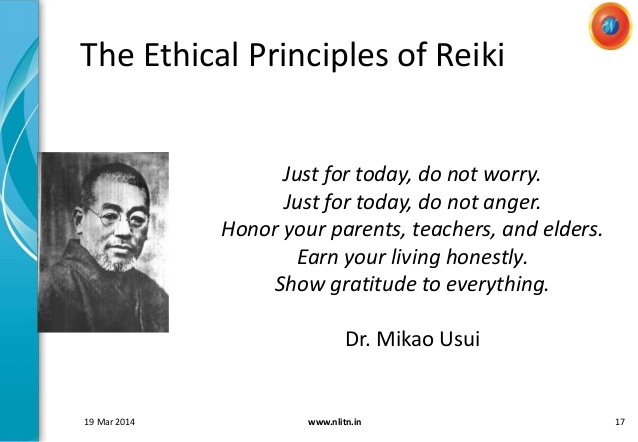 The Ethical Principles of Reiki
Just for today, do not worry.
Just for today, do not anger.
Honor your parents, teachers, and elders.
Earn your living honestly.
Show gratitude to everything.
Dr. Mikao Usui
19 Mar 2014
www.nlitn.in
17